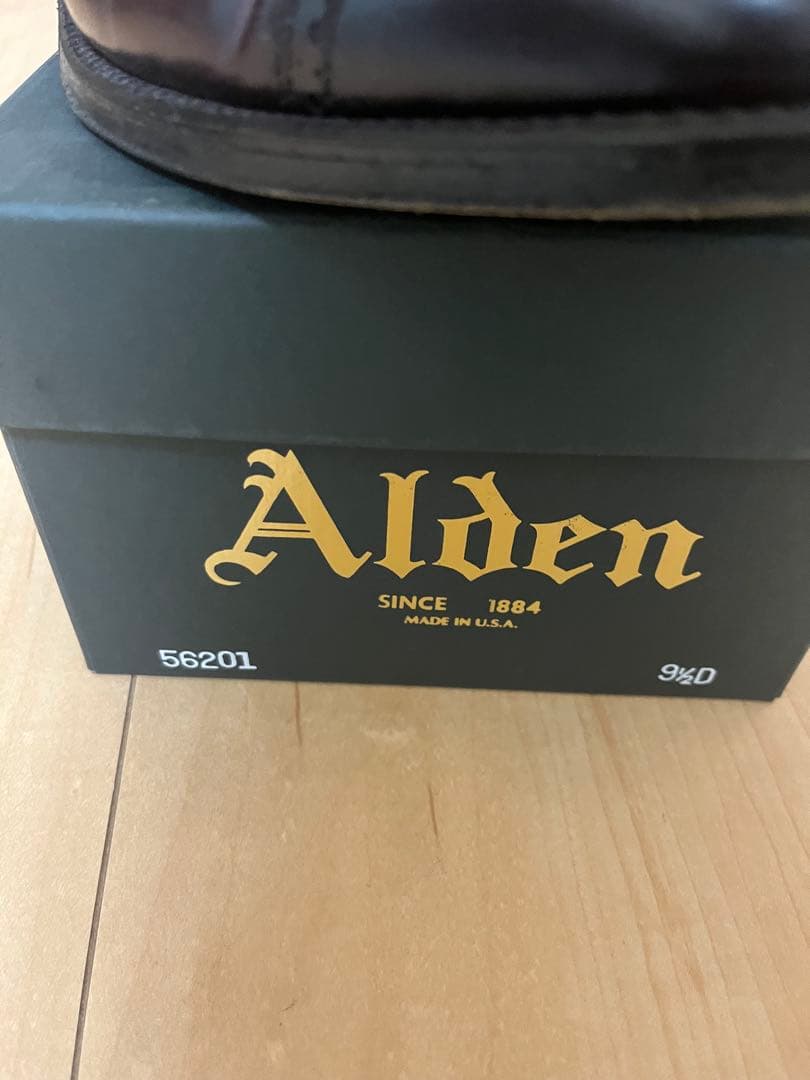 Alden
SINCE 1884
MADE IN U.S.A.
56201 9½D